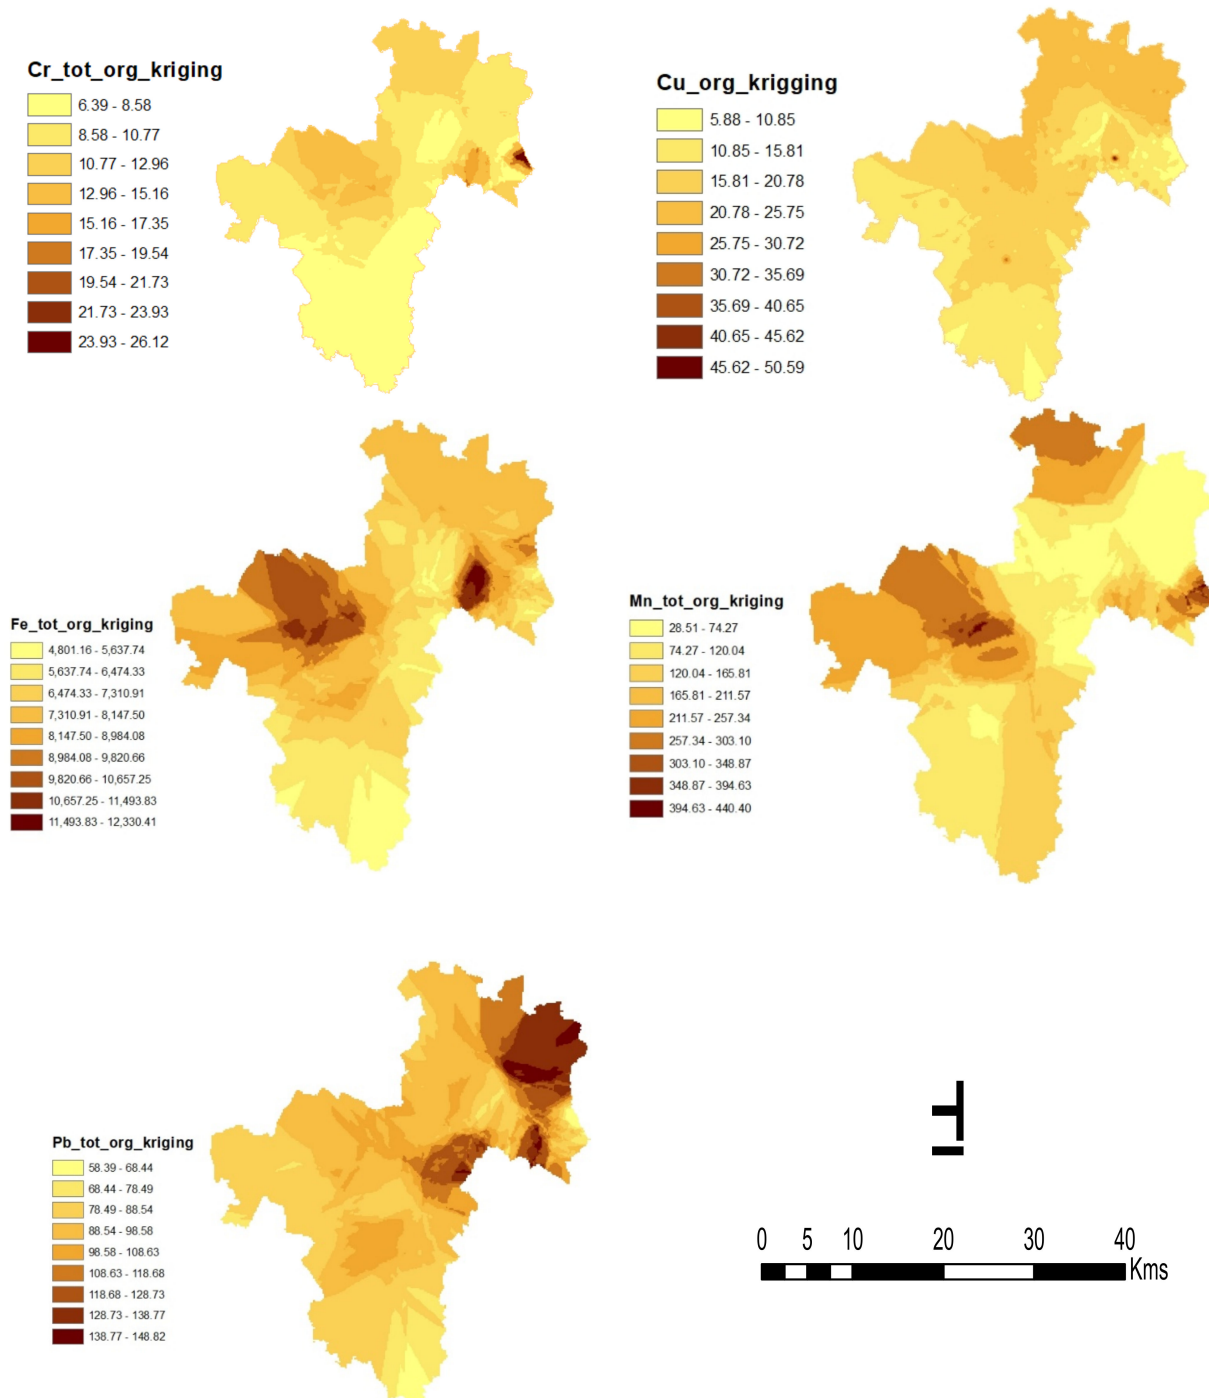 Cr_tot_org_kriging
6.39 - 8.58
8.58 - 10.77
10.77 - 12.96
12.96 - 15.16
15.16 - 17.35
17.35 - 19.54
19.54 - 21.73
21.73 - 23.93
23.93 - 26.12
Cu_org_krigging
5.88 - 10.85
10.85 - 15.81
15.81 - 20.78
20.78 - 25.75
25.75 - 30.72
30.72 - 35.69
35.69 - 40.65
40.65 - 45.62
45.62 - 50.59
Fe_tot_org_kriging
4,801.16 - 5,637.74
5,637.74 - 6,474.33
6,474.33 - 7,310.91
7,310.91 - 8,147.50
8,147.50 - 8,984.08
8,984.08 - 9,820.66
9,820.66 - 10,657.25
10,657.25 - 11,493.83
11,493.83 - 12,330.41
Mn_tot_org_kriging
28.51 - 74.27
74.27 - 120.04
120.04 - 165.81
165.81 - 211.57
211.57 - 257.34
257.34 - 303.10
303.10 - 348.87
348.87 - 394.63
394.63 - 440.40
Pb_tot_org_kriging
58.39 - 68.44
68.44 - 78.49
78.49 - 88.54
88.54 - 98.58
98.58 - 108.63
108.63 - 118.68
118.68 - 128.73
128.73 - 138.77
138.77 - 148.82
0 5 10 20 30 40
Kms